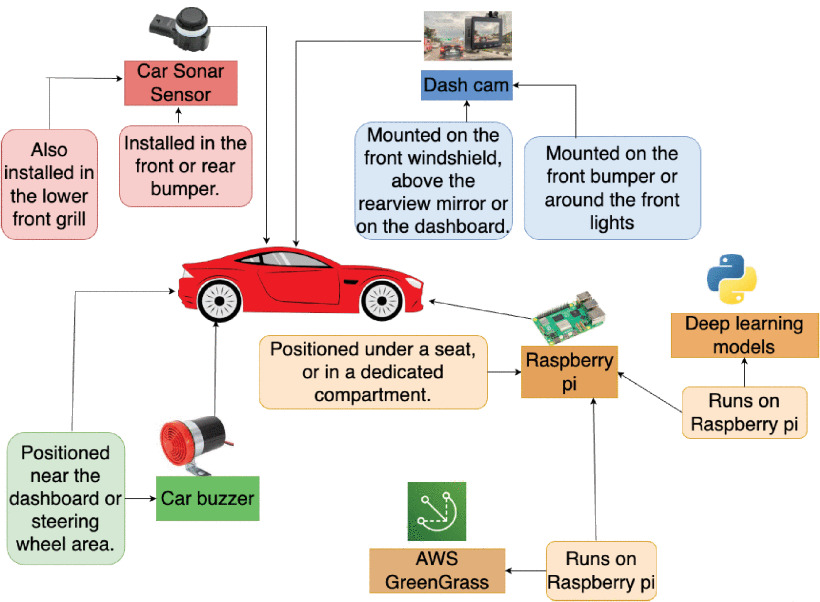 Car Sonar
Sensor
Dash cam
Also
installed in
the lower
front grill
Installed in the
front or rear
bumper.
Mounted on the
front windshield,
above the
rearview mirror or
on the dashboard.
Mounted on the
front bumper or
around the front
lights
Deep learning
models
Positioned under a seat,
or in a dedicated
compartment.
Raspberry
pi
Runs on
Raspberry pi
Positioned
near the
dashboard or
steering
wheel area.
Car buzzer
AWS
GreenGrass
Runs on
Raspberry pi